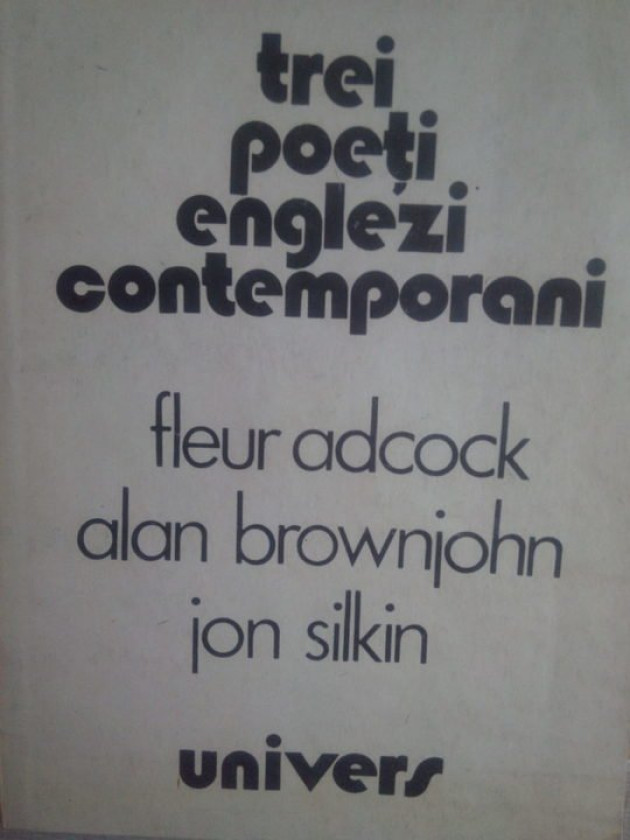 trei
poeți
englezi
contemporani
fleur adcock
alan brownjohn
jon silkin
univers